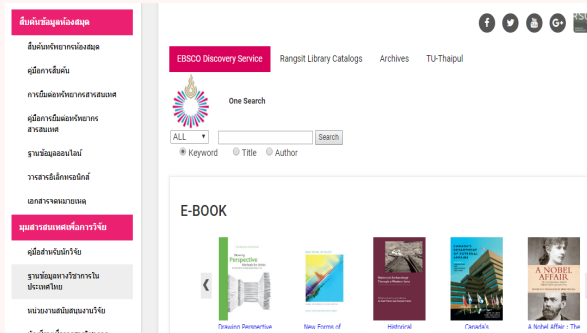 สืบค้นข้อมูลห้องสมุด
สืบค้นทรัพยากรห้องสมุด
คู่มือการสืบค้น
การยืมต่อทรัพยากรสารสนเทศ
คู่มือการยืมต่อทรัพยากร
สารสนเทศ
ฐานข้อมูลออนไลน์
วารสารอิเล็กทรอนิกส์
เอกสารจดหมายเหตุ
มุมสารสนเทศเพื่อการวิจัย
คู่มือสำหรับนักวิจัย
ฐานข้อมูลทางวิชาการใน
ประเทศไทย
หน่วยงานสนับสนุนงานวิจัย
EBSCO Discovery Service
Rangsit Library Catalogs
Archives
TU-Thaipul
One Search
ALL
Search
Keyword
Title
Author
E-BOOK
Perspective
A NOBEL
AFFAIR
Drawing Perspective
New Forms of
Historical
Canada's
A Nobel Affair : The